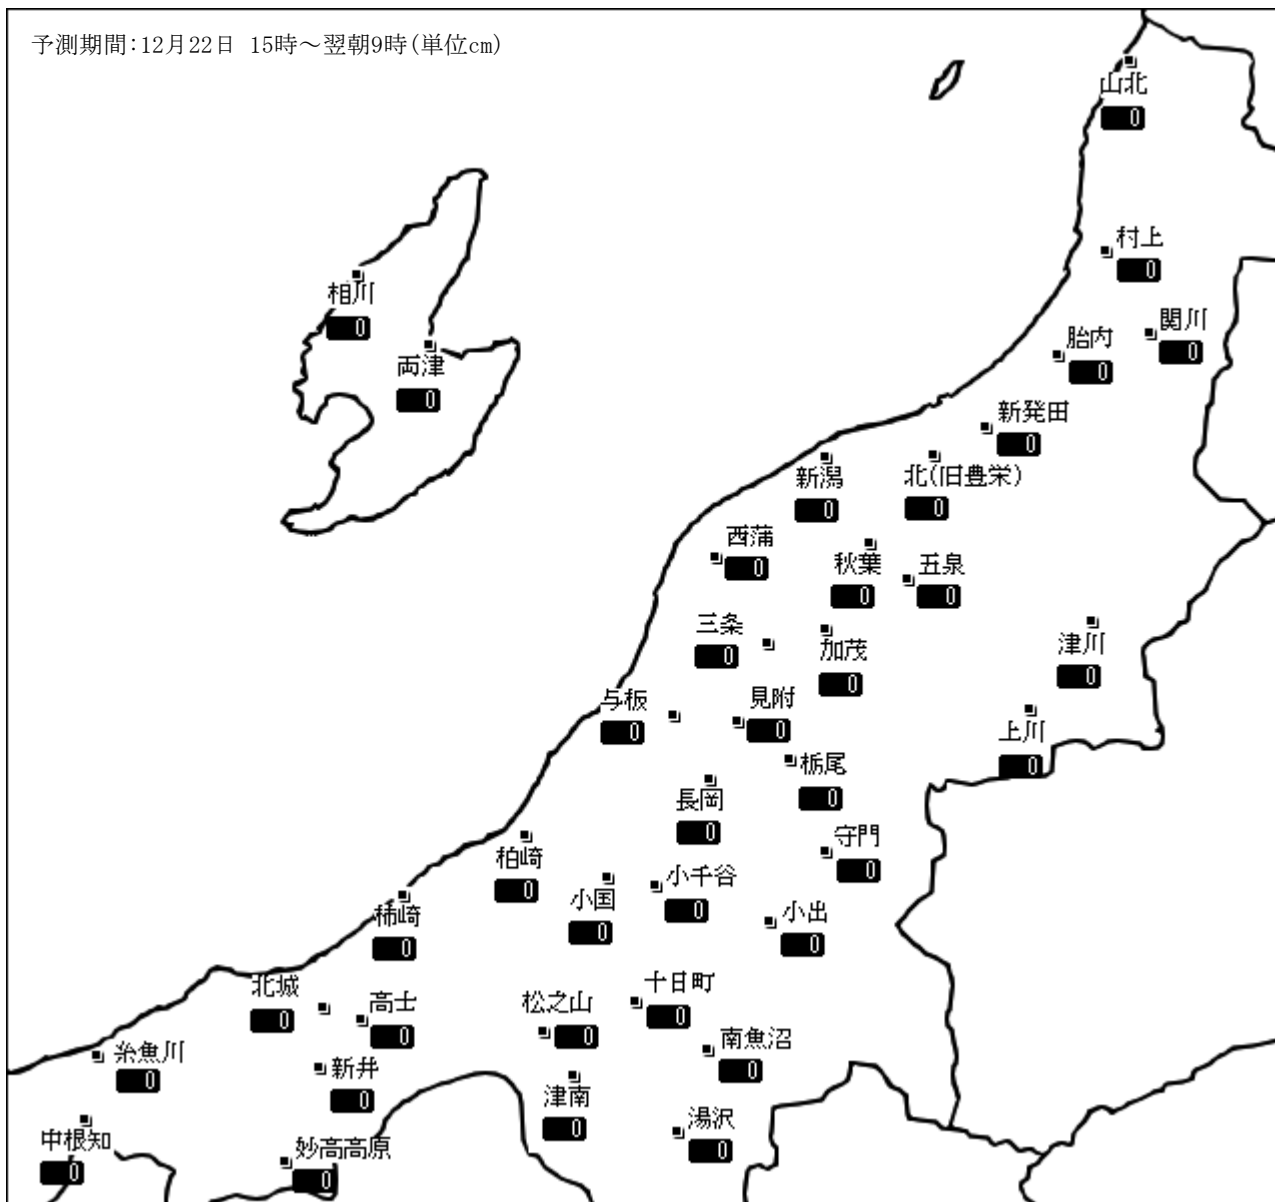 予測期間:12月22日 15時～翌朝9時(単位cm)
山北
0
村上
0
相川
0
関川
0
胎内
0
両津
0
新発田
0
新潟
0
北(旧豊栄)
0
西蒲
0
秋葉
0
五泉
0
三条
0
加茂
0
津川
0
与板
0
見附
0
上川
0
栃尾
0
長岡
0
守門
0
柏崎
0
小千谷
0
小国
0
小出
0
柿崎
0
北城
0
高士
0
松之山
0
十日町
0
南魚沼
0
糸魚川
0
新井
0
津南
0
湯沢
0
中根知
0
妙高高原
0